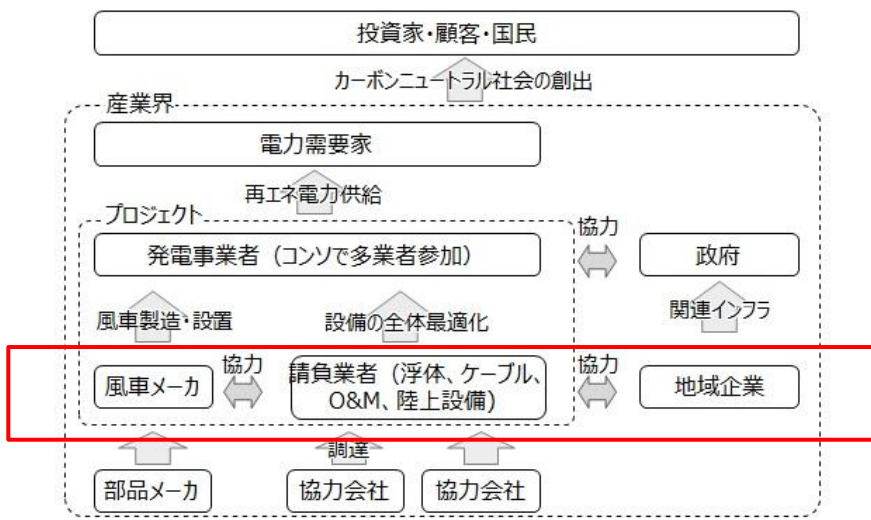 投資家・顧客・国民
カーボンニュートラル社会の創出
産業界
電力需要家
再エネ電力供給
プロジェクト
発電事業者（コンソで多業者参加）
協力
政府
風車製造・設置
設備の全体最適化
関連インフラ
風車メーカ
協力
請負業者（浮体、ケーブル、
O&M、陸上設備)
協力
地域企業
調達
部品メーカ
協力会社
協力会社